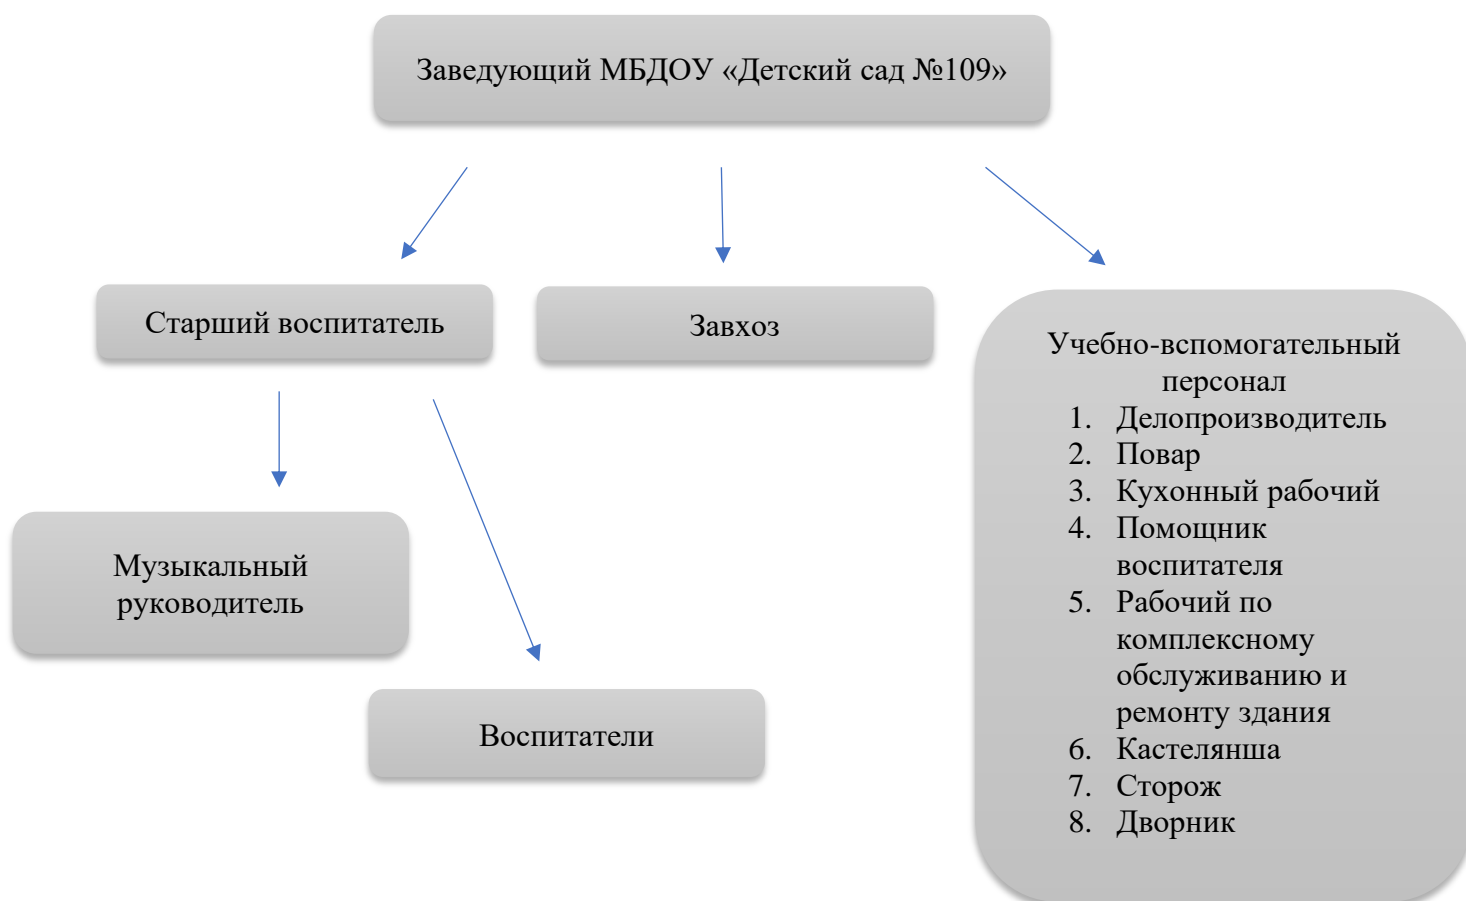 Заведующий МБДОУ «Детский сад №109»
Старший воспитатель
Завхоз
Учебно-вспомогательный
персонал
1. Делопроизводитель
2. Повар
3. Кухонный рабочий
4. Помощник
воспитателя
5. Рабочий по
комплексному
обслуживанию и
ремонту здания
6. Кастелянша
7. Сторож
8. Дворник
Музыкальный
руководитель
Воспитатели